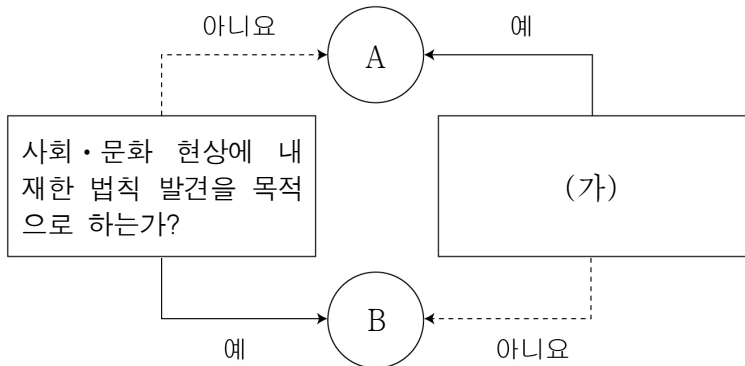 아니요
예
A
사회・문화 현상에 내
재한 법칙 발견을 목적
으로 하는가?
(가)
B
예
아니요